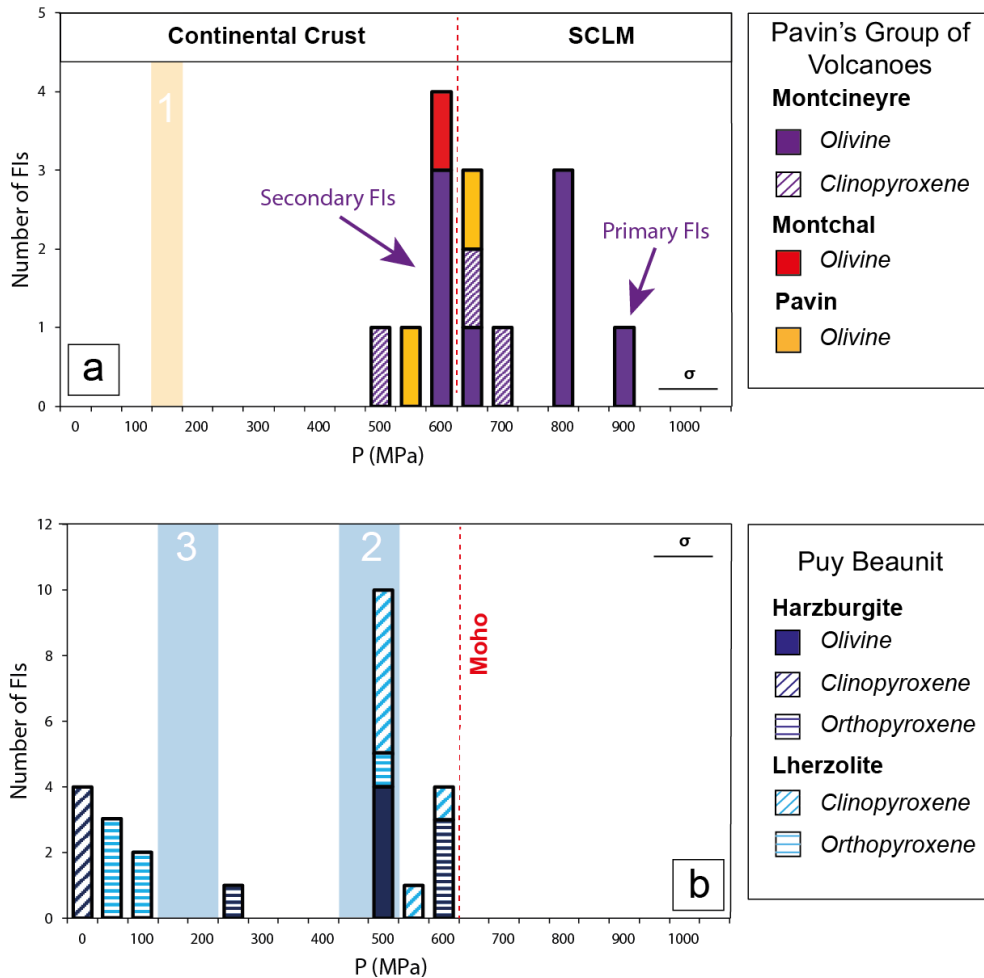 5
Continental Crust
SCLM
4
1
3
Secondary FIs
Primary FIs
2
1
σ
a
0
Number of FIs
0 100 200 300 400 500 600 700 800 900 1000
P (MPa)
Pavin's Group of
Volcanoes
Montcineyre
Olivine
Clinopyroxene
Montchal
Olivine
Pavin
Olivine
12
3
2
σ
10
8
Moho
6
4
2
b
0
Number of FIs
0 100 200 300 400 500 600 700 800 900 1000
P (MPa)
Puy Beaunit
Harzburgite
Olivine
Clinopyroxene
Orthopyroxene
Lherzolite
Clinopyroxene
Orthopyroxene